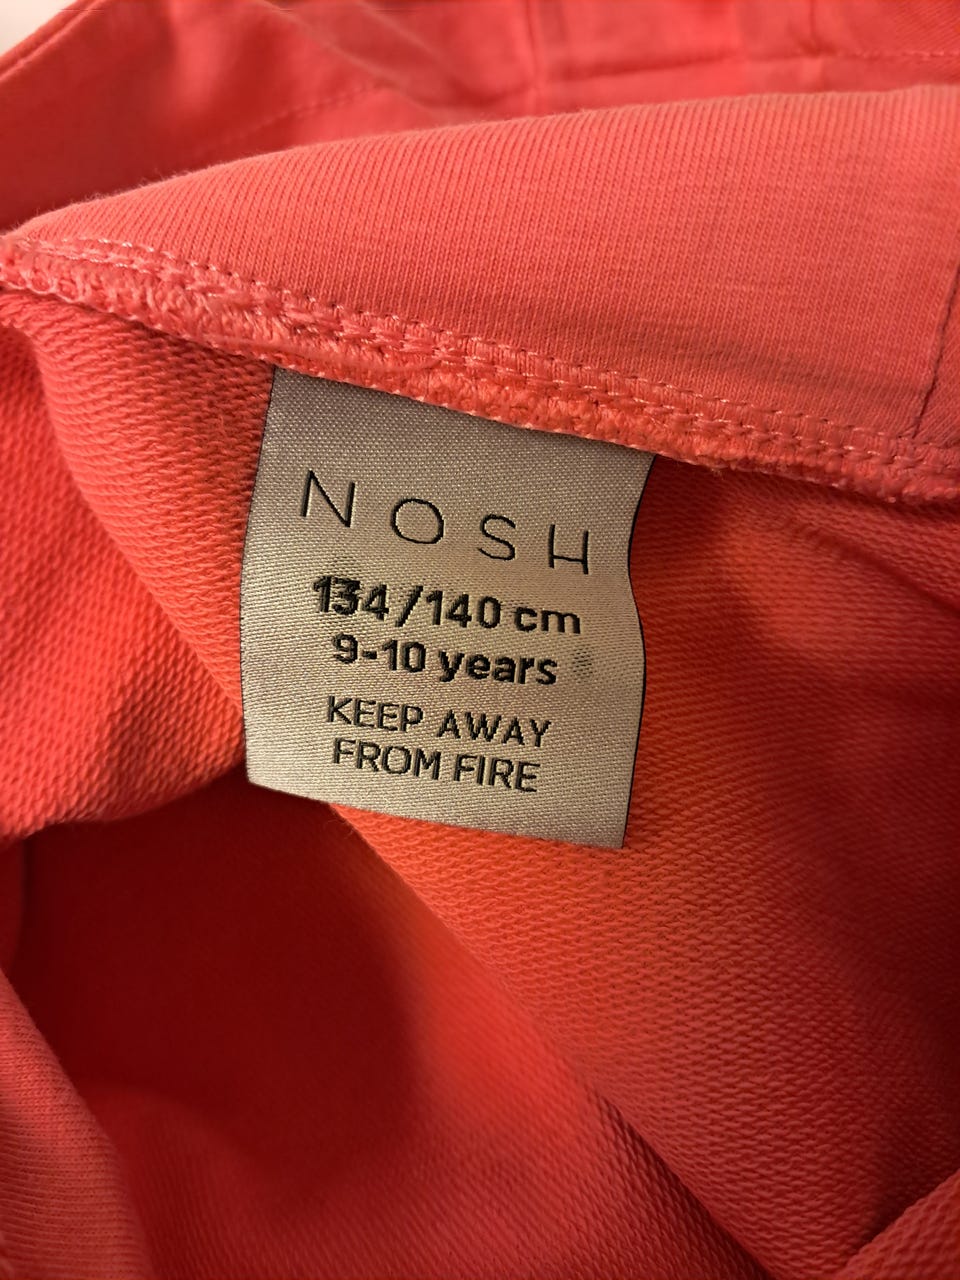 NOSH
134/140 cm
9-10 years
KEEP AWAY
FROM FIRE